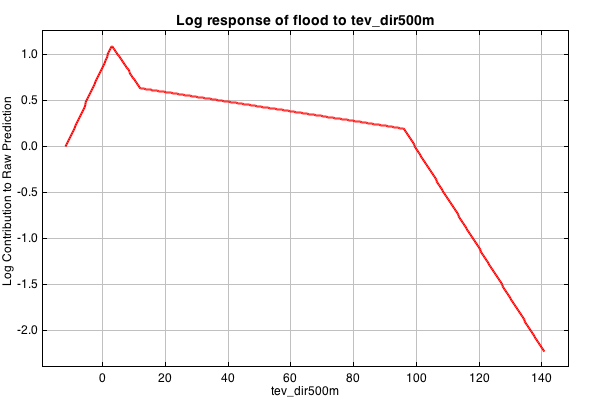 Log response of flood to tev_dir500m
Log Contribution to Raw Prediction
1.0
0.5
0.0
-0.5
-1.0
-1.5
-2.0
0 20 40 60 80 100 120 140
tev_dir500m